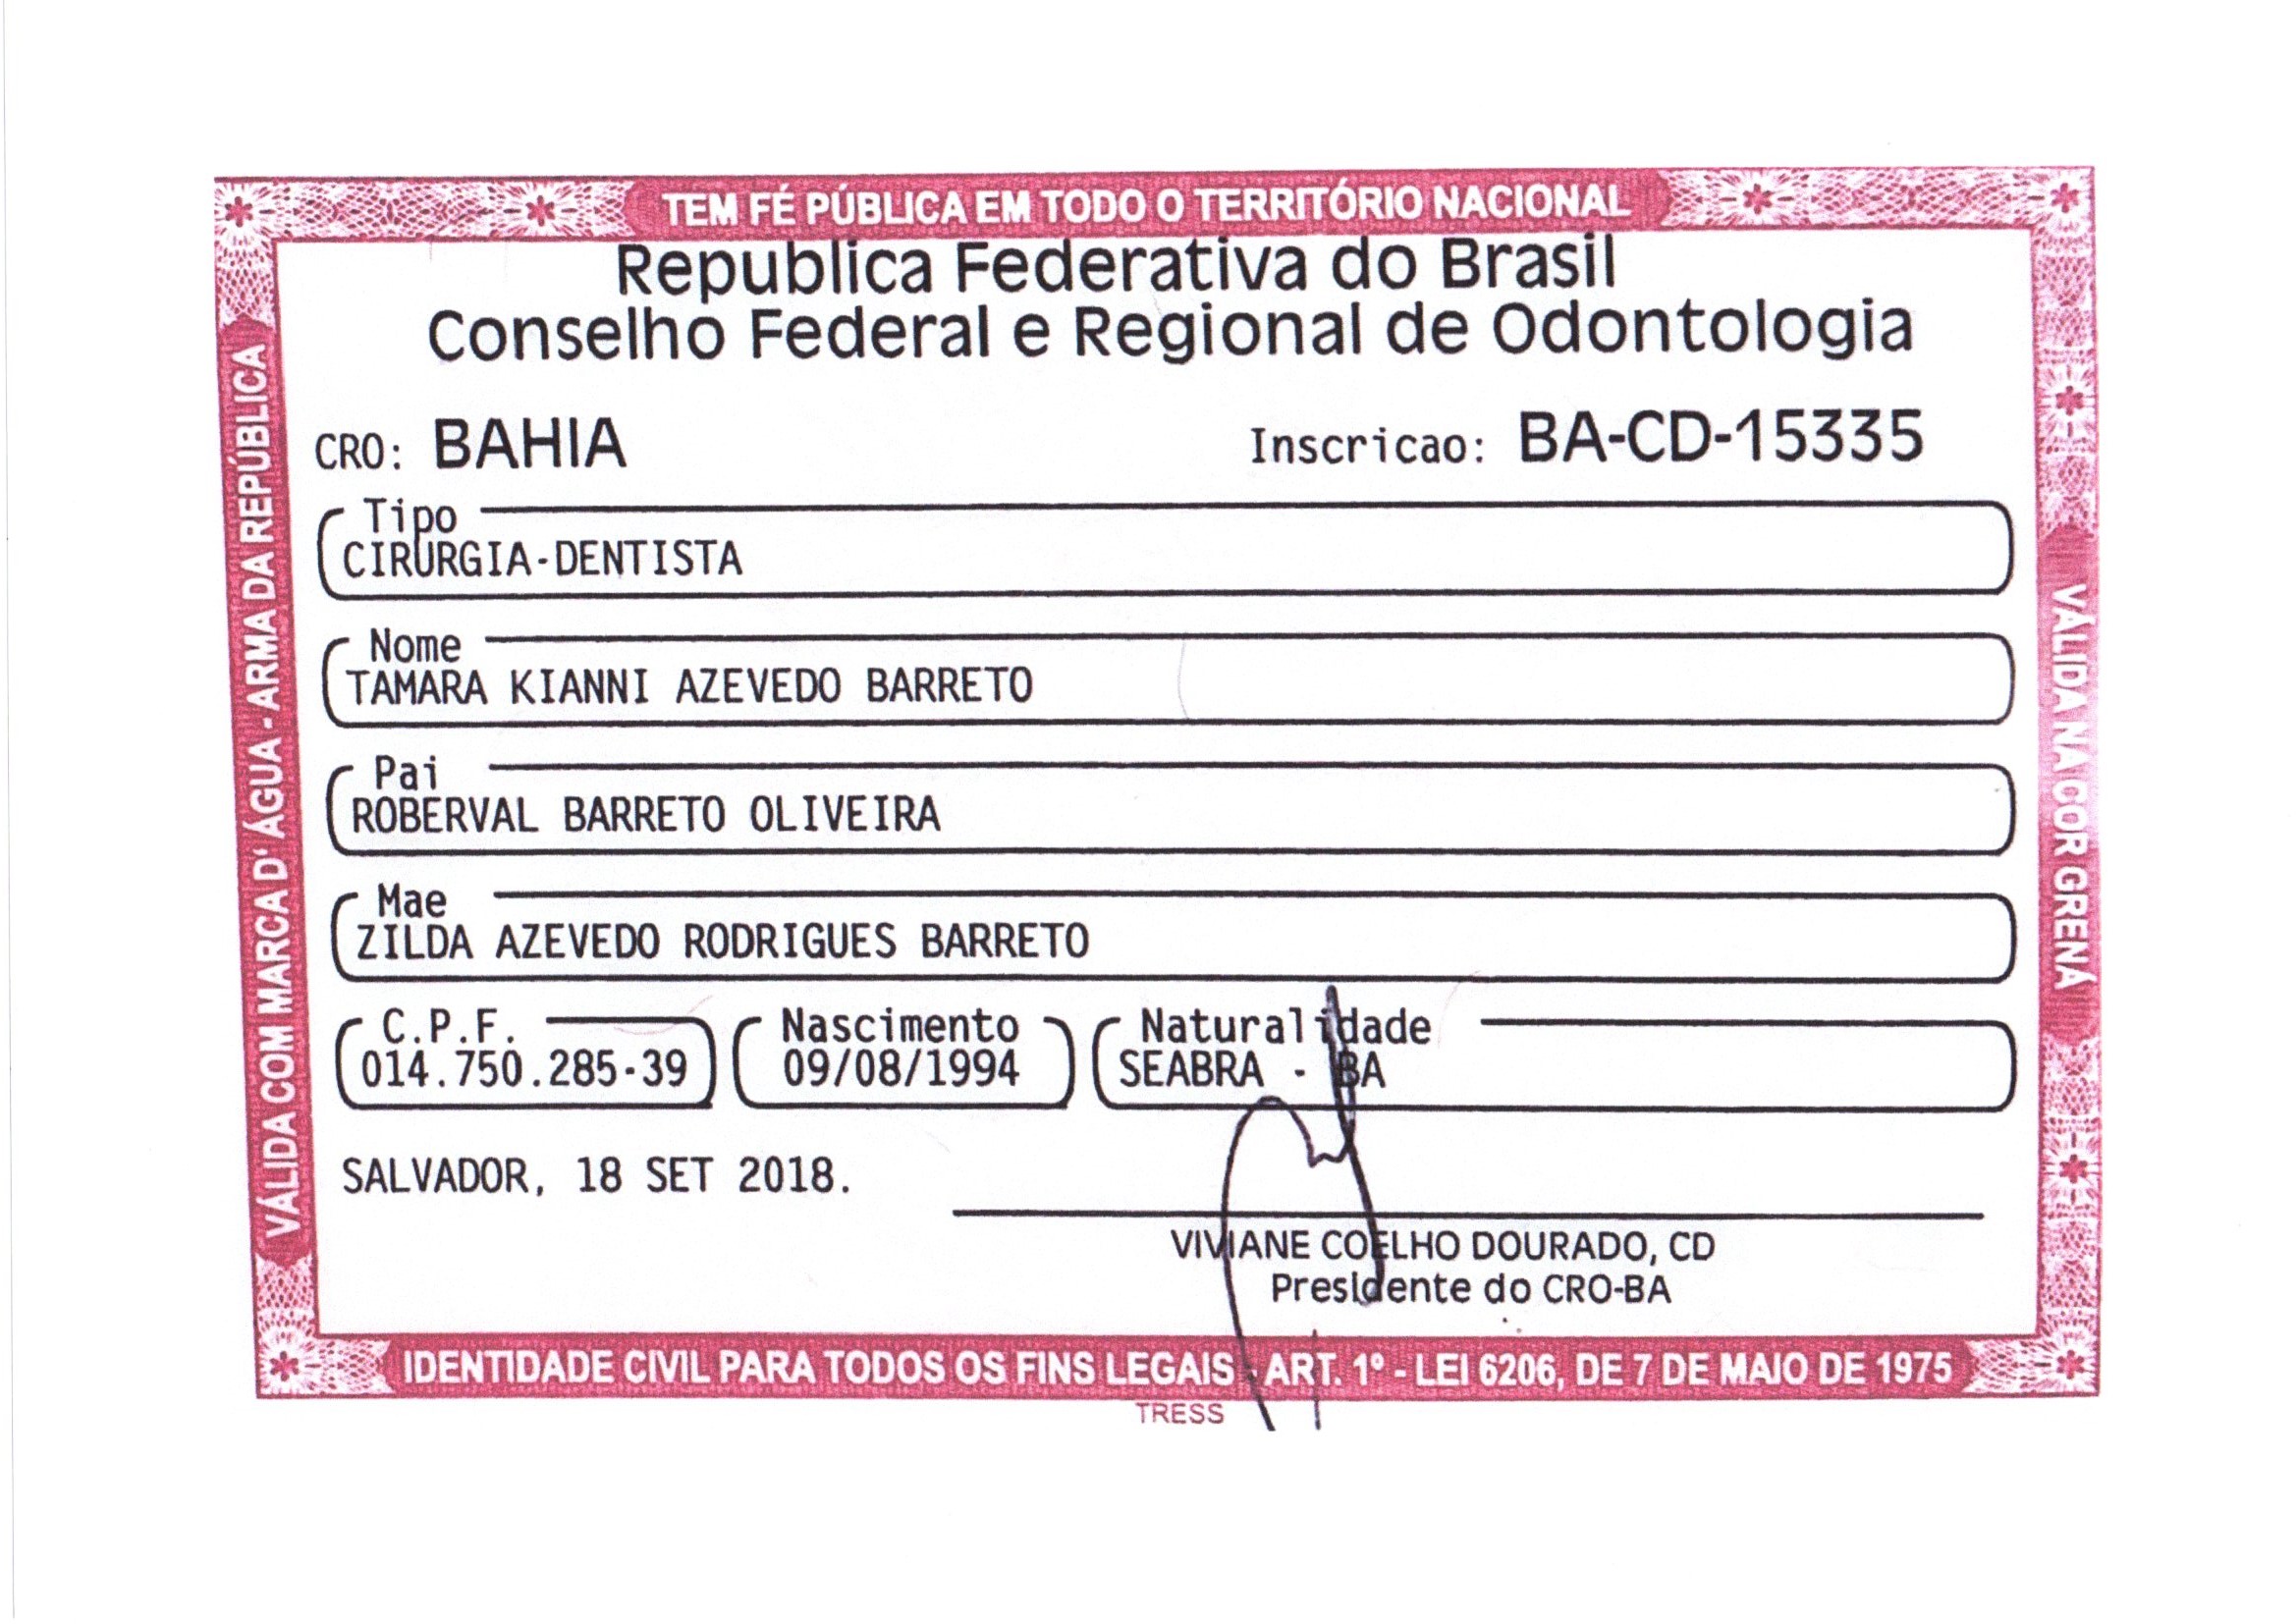 TEM FÉ PÚBLICA EM TODO O TERRITÓRIO NACIONAL
Republica Federativa do Brasil
Conselho Federal e Regional de Odontologia
CRO: BAHIA Inscricao: BA-CD-15335
Tipo
CIRURGIA-DENTISTA
Nome
TAMARA KIANNI AZEVEDO BARRETO
Pai
ROBERVAL BARRETO OLIVEIRA
Mae
ZILDA AZEVEDO RODRIGUES BARRETO
C.P.F. Nascimento Naturalidade
014.750.285-39 09/08/1994 SEABRA - BA
SALVADOR, 18 SET 2018.
VIVIANE COELHO DOURADO, CD
Presidente do CRO-BA
IDENTIDADE CIVIL PARA TODOS OS FINS LEGAIS - ART. 1º - LEI 6206, DE 7 DE MAIO DE 1975
TRESS
VÁLIDA COM MARCA D' ÁGUA - ARMA DA REPÚBLICA
VÁLIDA NA COR GRENÁ